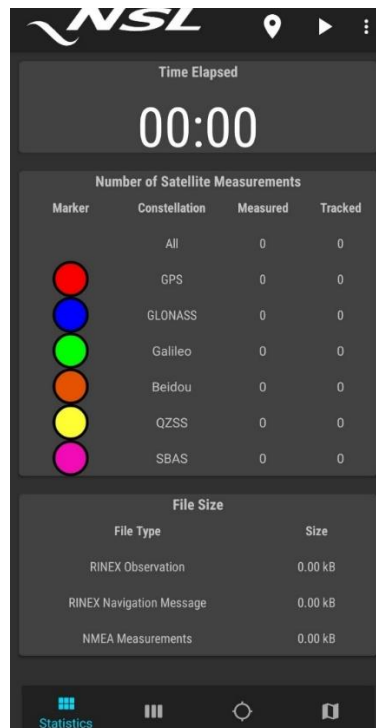 NSL
Time Elapsed
00:00
Number of Satellite Measurements
Marker Constellation Measured Tracked
All 0 0
GPS 0 0
GLONASS 0 0
Galileo 0 0
Beidou 0 0
QZSS 0 0
SBAS 0 0
File Size
File Type Size
RINEX Observation 0.00 kB
RINEX Navigation Message 0.00 kB
NMEA Measurements 0.00 kB
Statistics